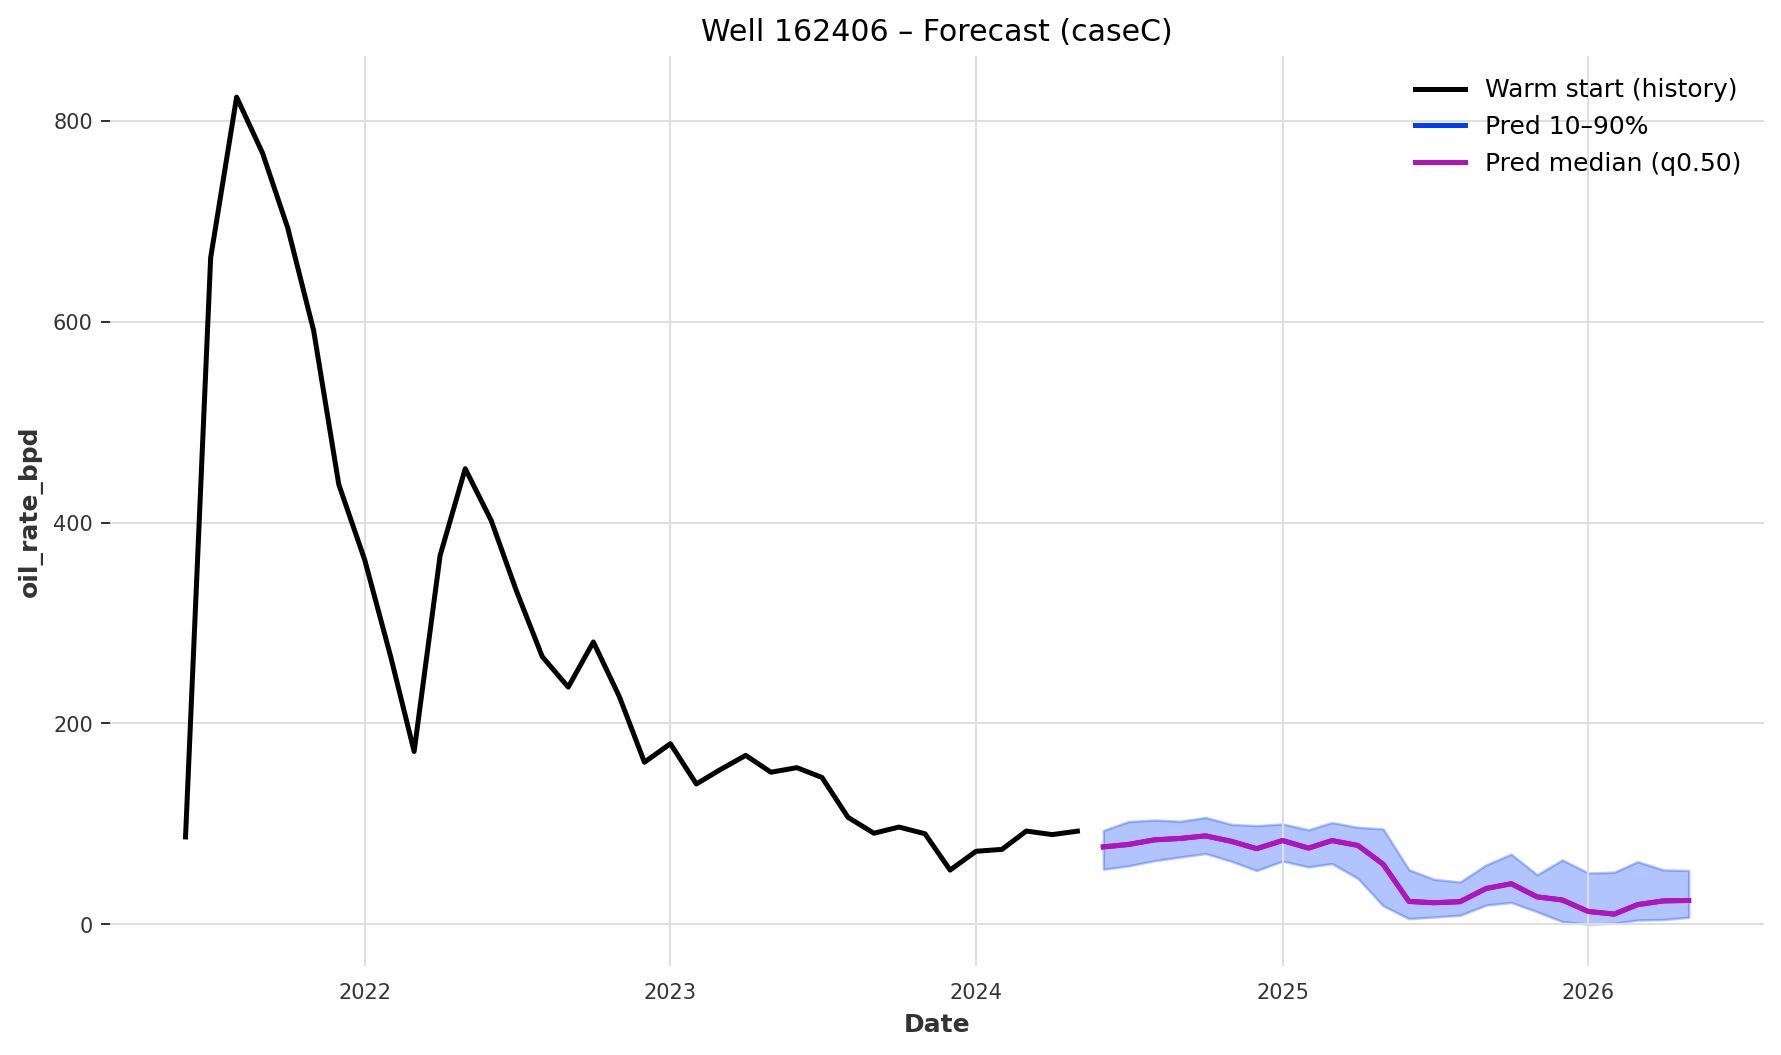 Well 162406 – Forecast (caseC)
Warm start (history)
Pred 10–90%
Pred median (q0.50)
oil_rate_bpd
800
600
400
200
0
2022
2023
2024
2025
2026
Date